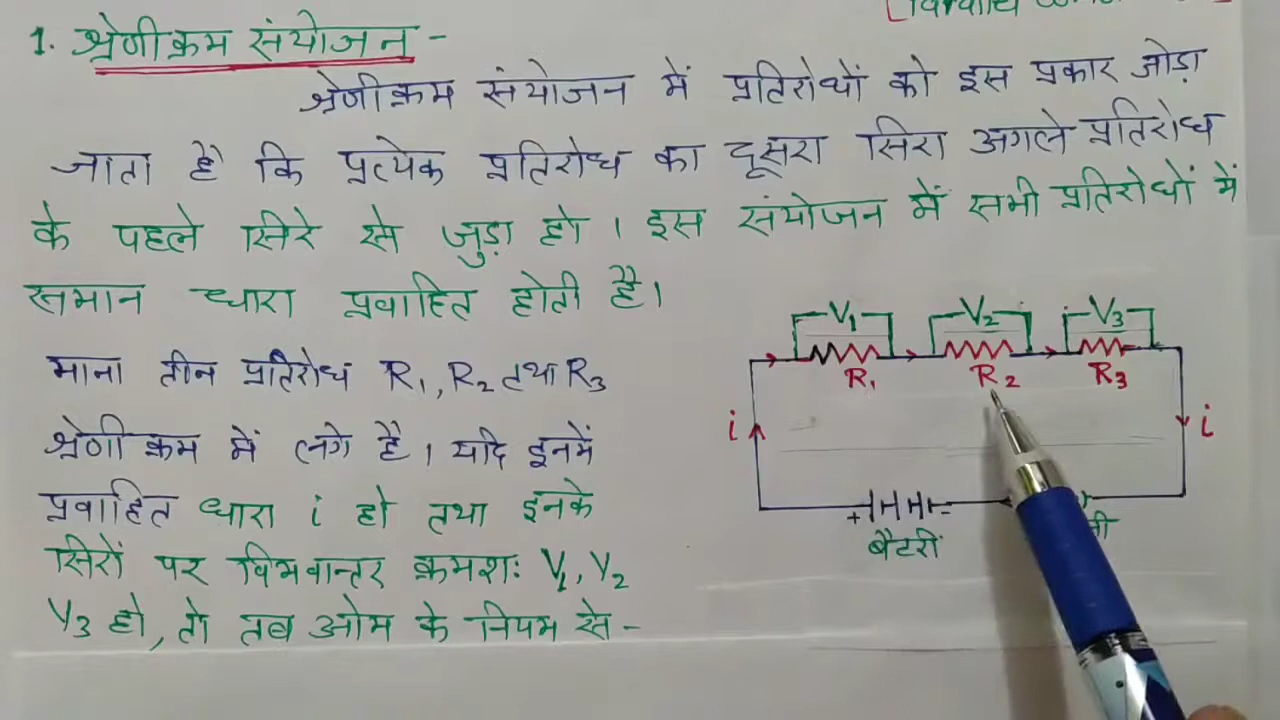 1. श्रेणीक्रम संयोजन -
श्रेणीक्रम संयोजन में प्रतिरोधों को इस प्रकार जोड़ा
जाता है कि प्रत्येक प्रतिरोध का दूसरा सिरा अगले प्रतिरोध
के पहले सिरे से जुड़ा हो। इस संयोजन में सभी प्रतिरोधों में
समान धारा प्रवाहित होती है।
माना तीन प्रतिरोध R₁, R₂ तथा R₃
श्रेणीक्रम में लगे है। यदि इनमें
प्रवाहित धारा i हो तथा इनके
सिरों पर विभवान्तर क्रमशः V₁, V₂
V₃ हो, तो तब ओम के नियम से -
V₁ V₂ V₃
R₁ R₂ R₃
i i
+ -
बैटरी